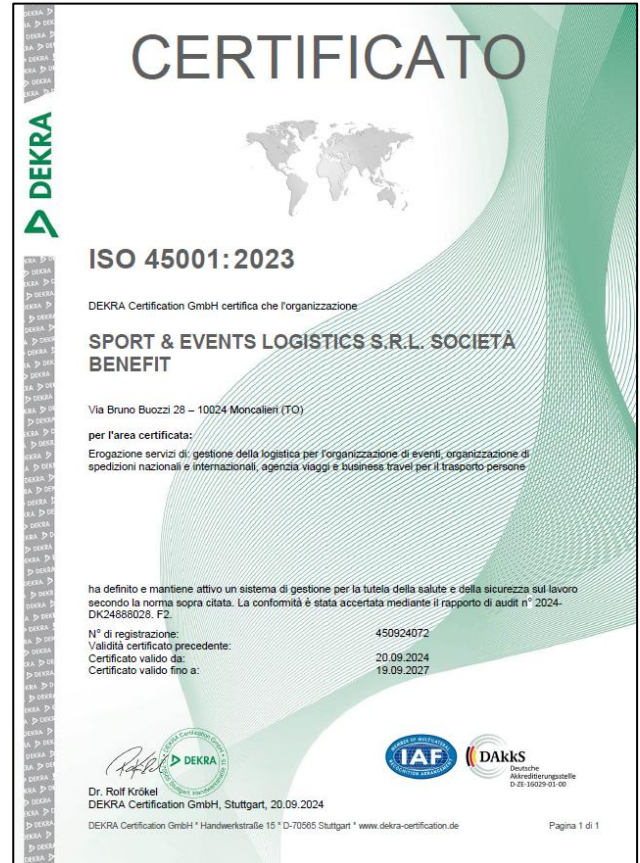 CERTIFICATO
DEKRA
ISO 45001:2023
DEKRA Certification GmbH certifica che l'organizzazione
SPORT & EVENTS LOGISTICS S.R.L. SOCIETÀ
BENEFIT
Via Bruno Buozzi 28 – 10024 Moncalieri (TO)
per l'area certificata:
Erogazione servizi di: gestione della logistica per l'organizzazione di eventi, organizzazione di
spedizioni nazionali e internazionali, agenzia viaggi e business travel per il trasporto persone
ha definito e mantiene attivo un sistema di gestione per la tutela della salute e della sicurezza sul lavoro
secondo la norma sopra citata. La conformità è stata accertata mediante il rapporto di audit n° 2024-
DK24888028. F2.
N° di registrazione: 450924072
Validità certificato precedente:
Certificato valido da: 20.09.2024
Certificato valido fino a: 19.09.2027
DEKRA
IAF
DAkkS
Deutsche
Akkreditierungsstelle
D-ZE-16029-01-00
Dr. Rolf Krökel
DEKRA Certification GmbH, Stuttgart, 20.09.2024
DEKRA Certification GmbH * Handwerkstraße 15 * D-70565 Stuttgart * www.dekra-certification.de Pagina 1 di 1